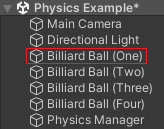 Physics Example*
Main Camera
Directional Light
Billiard Ball (One)
Billiard Ball (Two)
Billiard Ball (Three)
Billiard Ball (Four)
Physics Manager